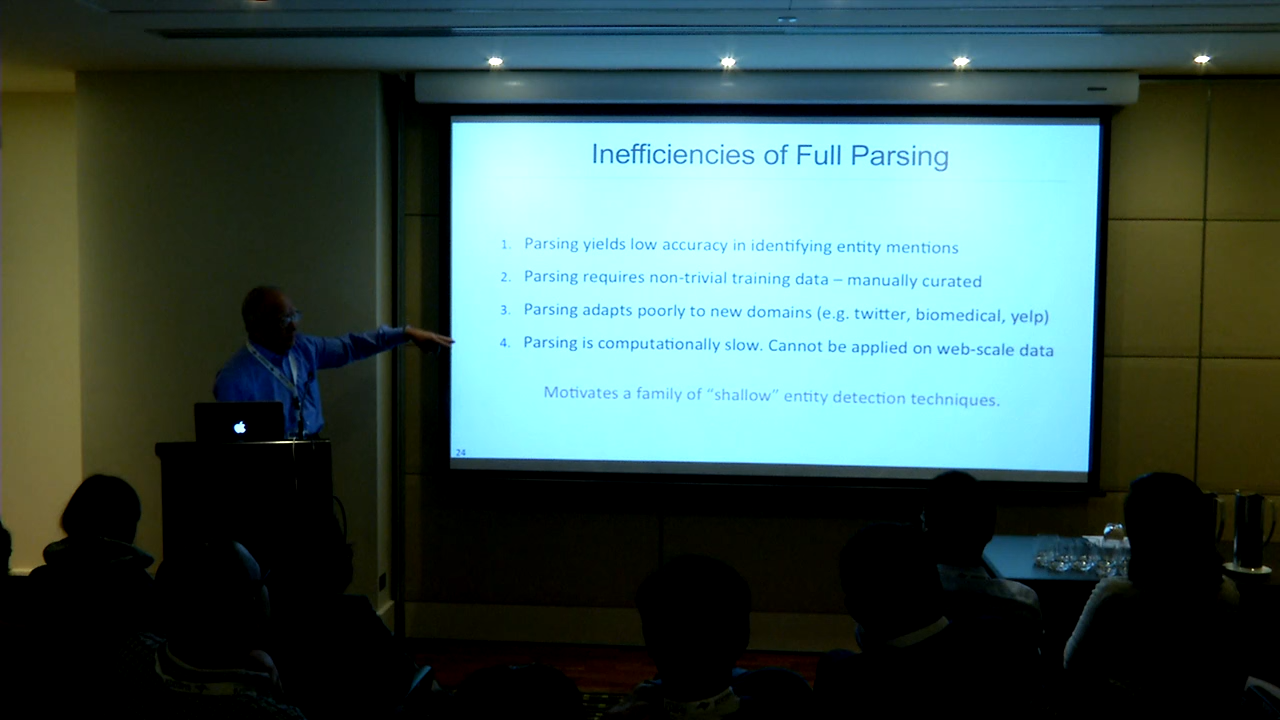 Inefficiencies of Full Parsing
1. Parsing yields low accuracy in identifying entity mentions
2. Parsing requires non-trivial training data – manually curated
3. Parsing adapts poorly to new domains (e.g. twitter, biomedical, yelp)
4. Parsing is computationally slow. Cannot be applied on web-scale data
Motivates a family of “shallow” entity detection techniques.
24